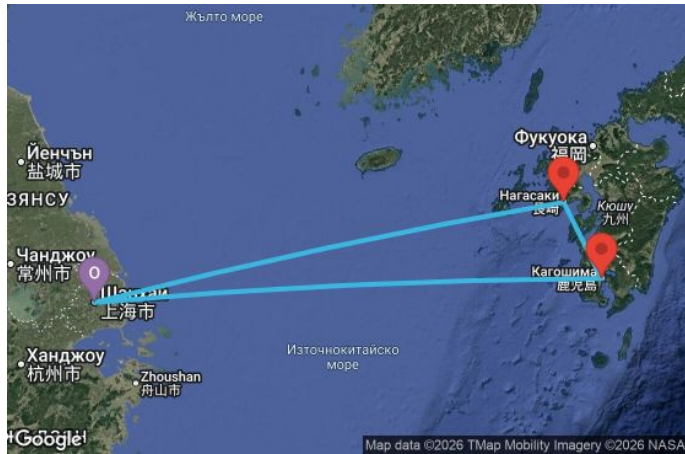 Жълто море
Йенчън
盐城市
ЗЯНСУ
Чанджоу
常州市
O
Шанхай
上海市
Ханджоу
杭州市
Zhoushan
舟山市
Източнокитайско
море
Фукуока
福岡
Нагасаки
長崎
Кюшу
九州
Кагошима
鹿児島
Google
Map data ©2026 TMap Mobility Imagery ©2026 NASA